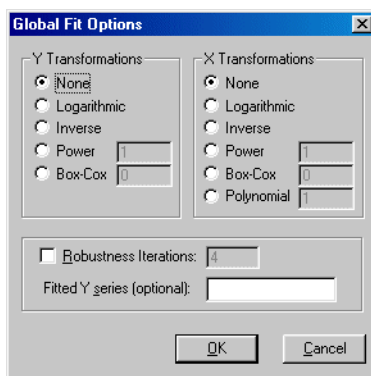 Global Fit Options
Y Transformations
None
Logarithmic
Inverse
Power 1
Box-Cox 0
X Transformations
None
Logarithmic
Inverse
Power 1
Box-Cox 0
Polynomial 1
Robustness Iterations: 4
Fitted Y series (optional):
OK Cancel